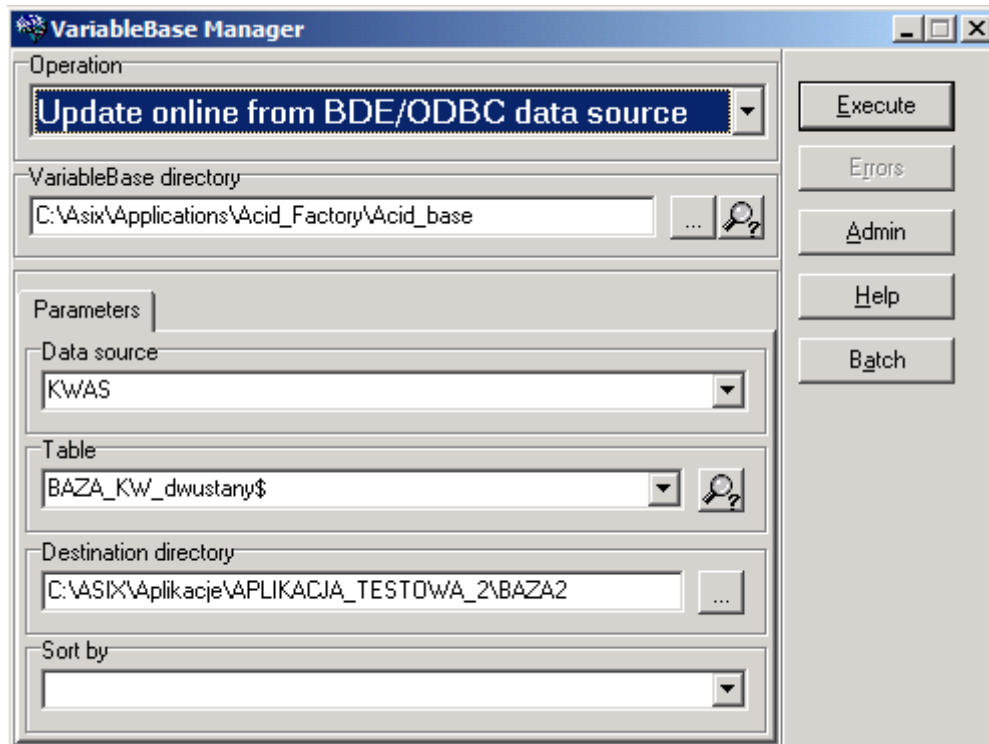 VariableBase Manager
Operation
Update online from BDE/ODBC data source
VariableBase directory
C:\Asix\Applications\Acid_Factory\Acid_base
...
Parameters
Data source
KWAS
Table
BAZA_KW_dwustany$
Destination directory
C:\ASIX\Aplikacje\APLIKACJA_TESTOWA_2\BAZA2
...
Sort by
Execute
Errors
Admin
Help
Batch